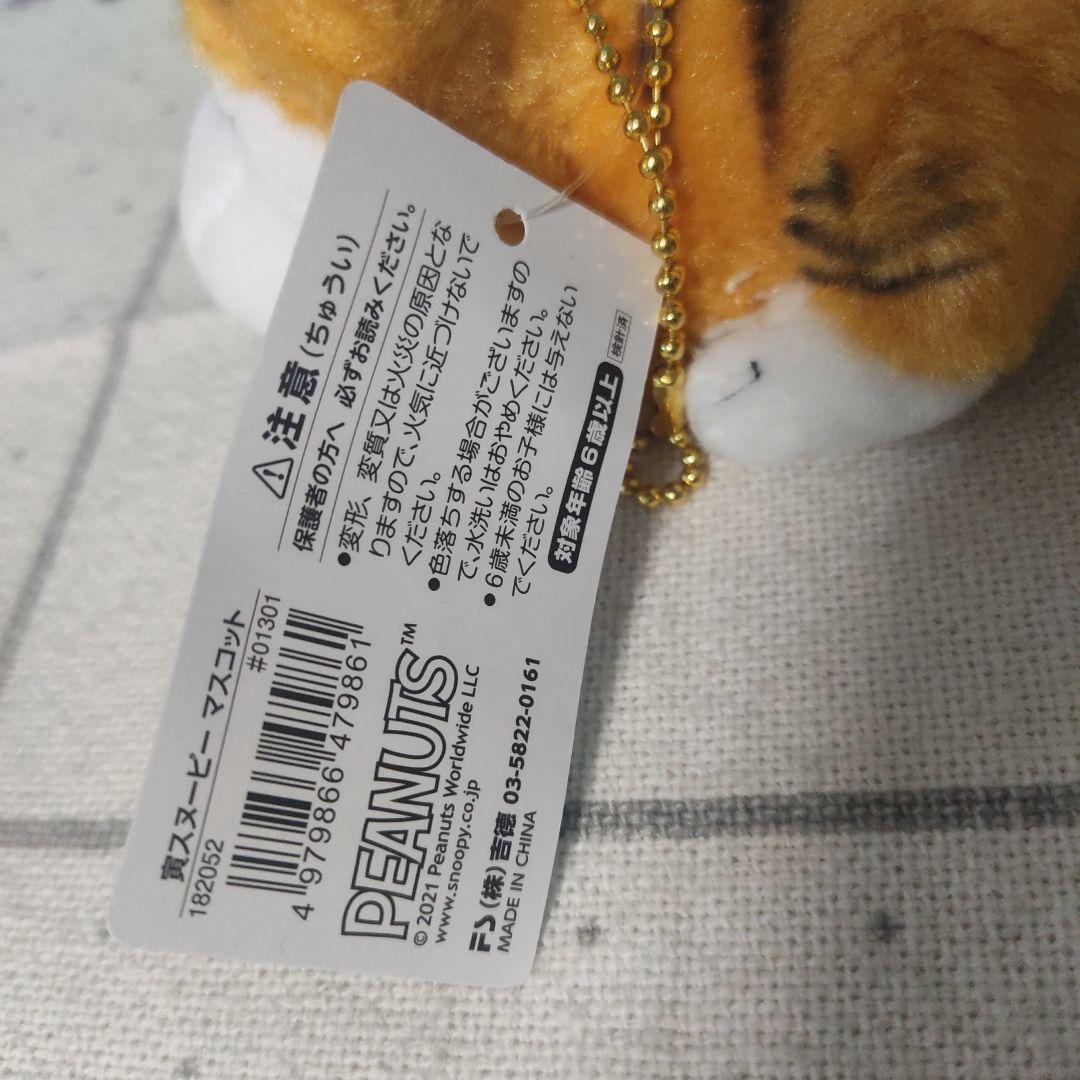 寅スヌーピー マスコット
182052 #01301
4 979866 479861
PEANUTS™
© 2021 Peanuts Worldwide LLC
www.snoopy.co.jp
FS (株)吉德 03-5822-0161
MADE IN CHINA
⚠注意(ちゅうい)
保護者の方へ 必ずお読みください。
●変形、変質又は火災の原因とな
りますので、火気に近づけないで
ください。
●色落ちする場合がございますの
で、水洗いはおやめください。
●6歳未満のお子様には与えない
でください。
対象年齢6歳以上
検針済